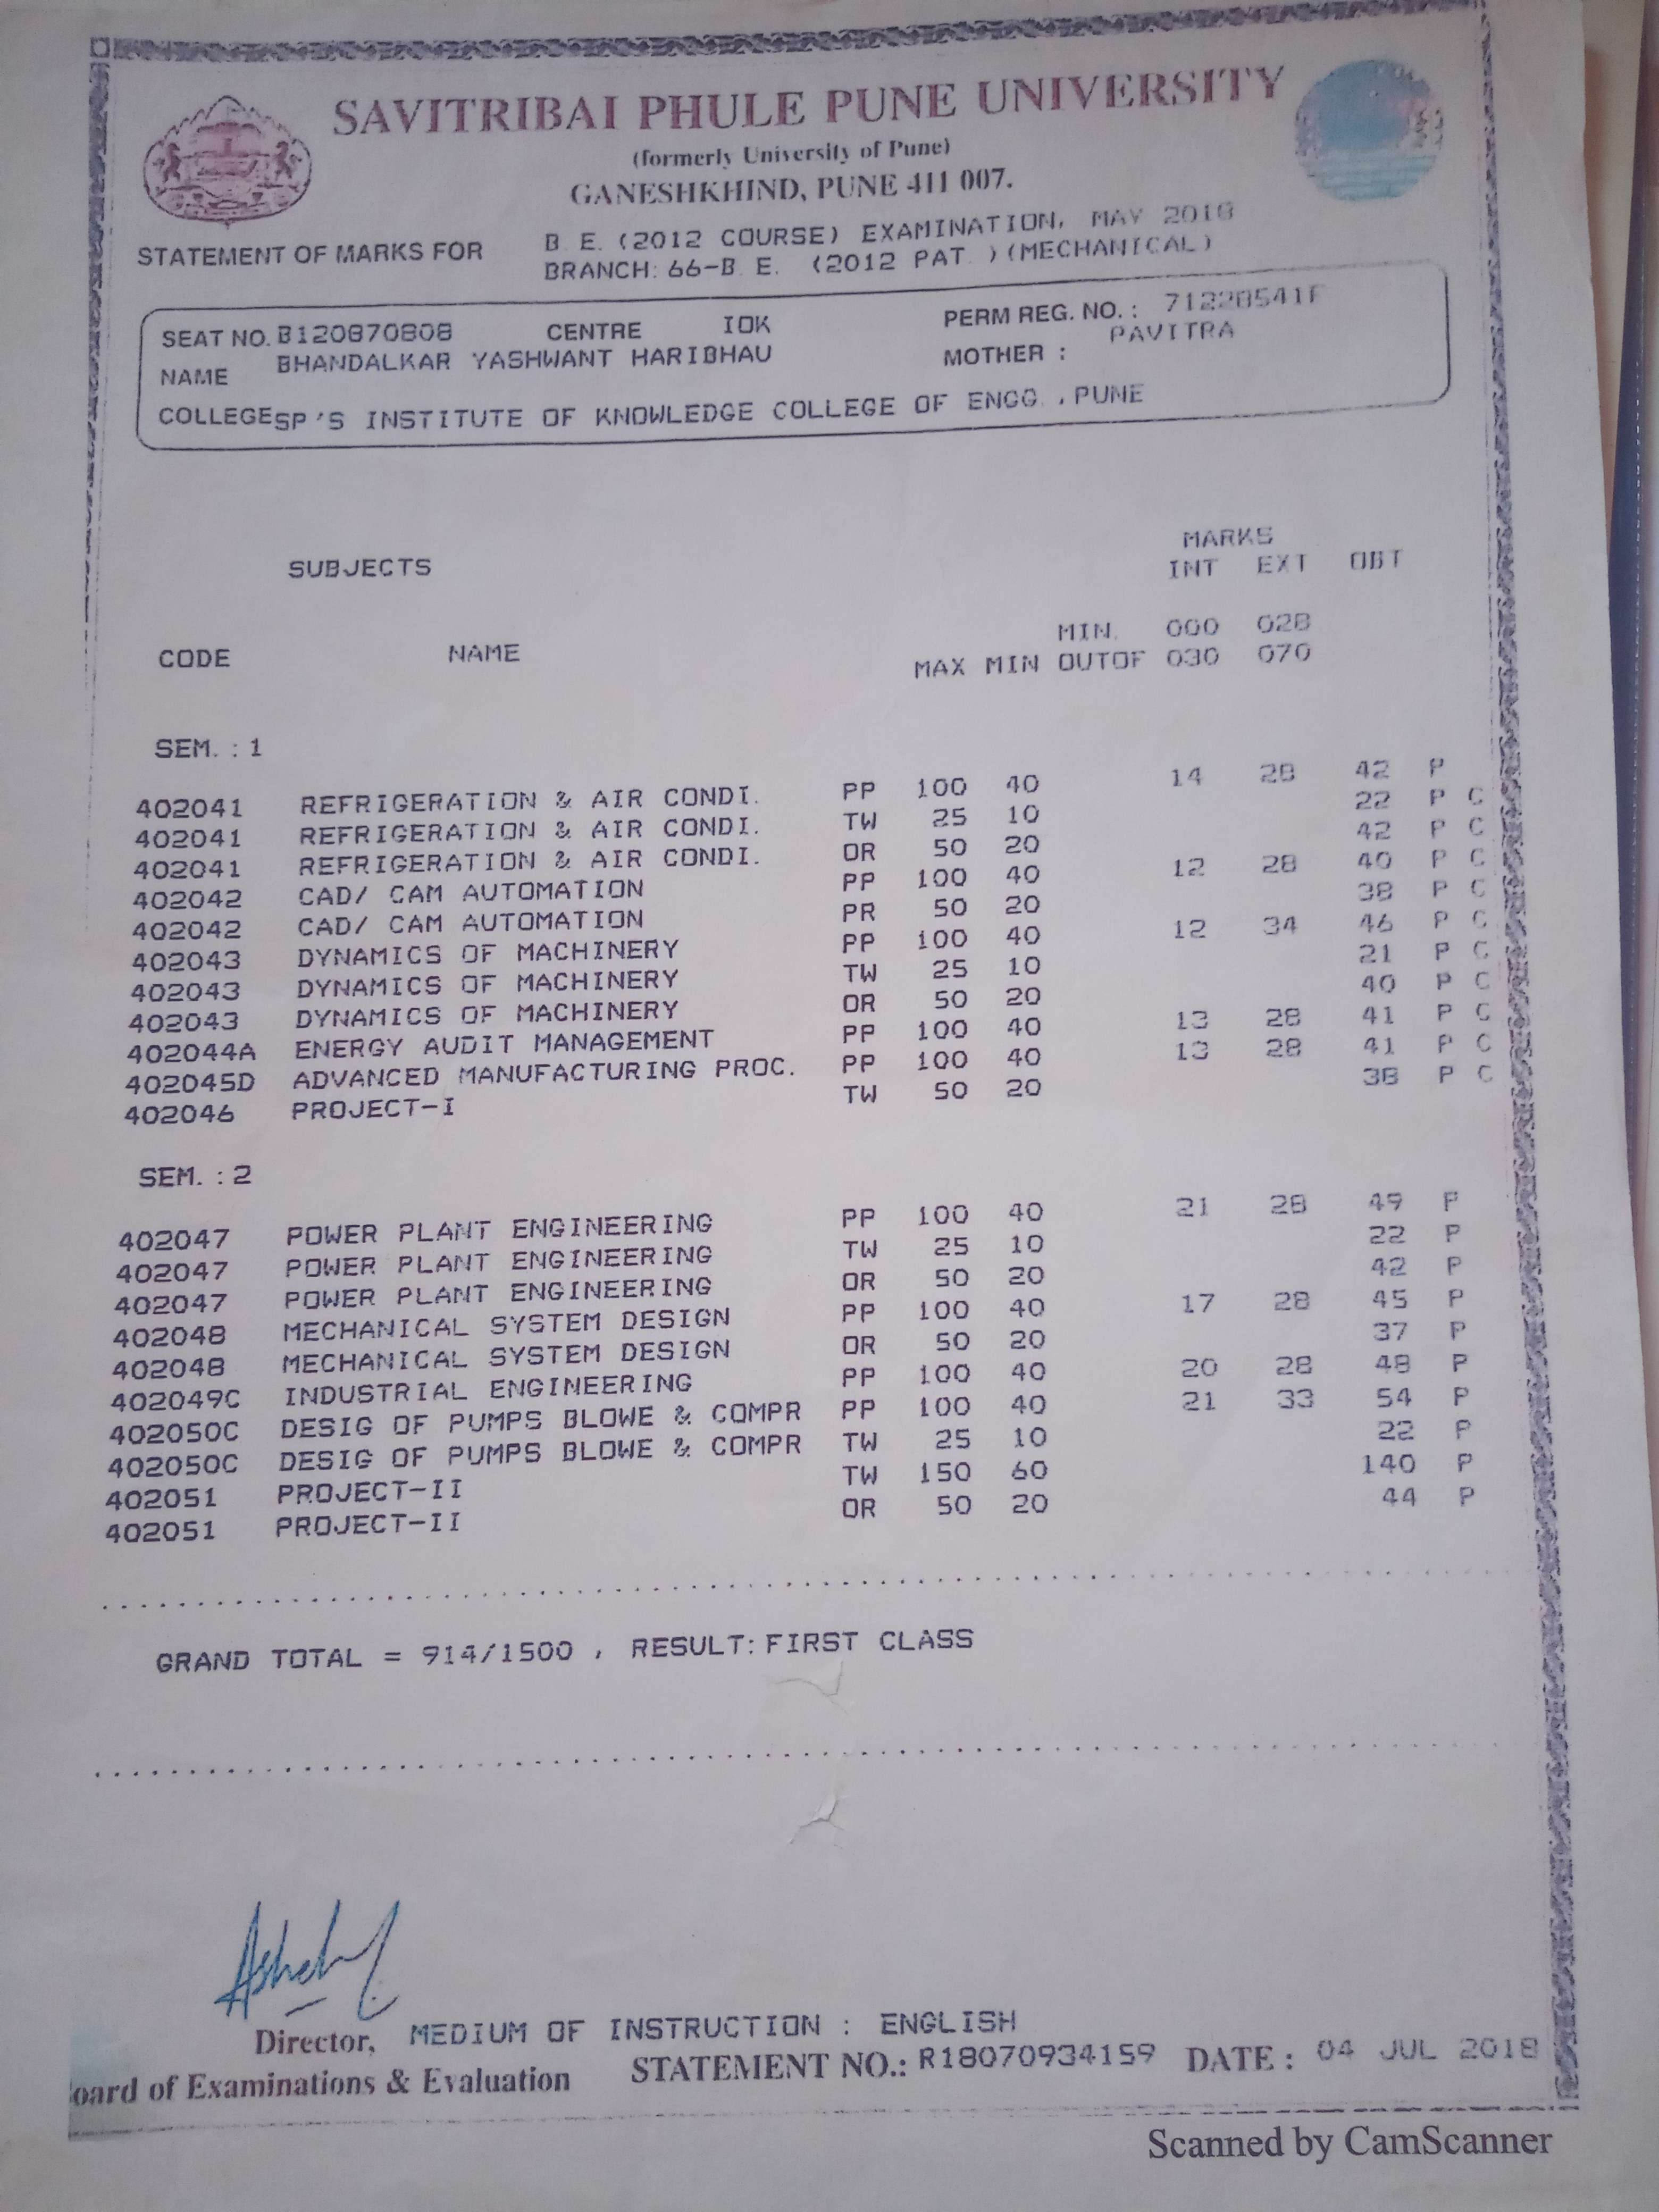 SAVITRIBAI PHULE PUNE UNIVERSITY
(formerly University of Pune)
GANESHKHIND, PUNE 411 007.
STATEMENT OF MARKS FOR B.E.(2012 COURSE) EXAMINATION, MAY 2018
BRANCH: 66-B.E. (2012 PAT.)(MECHANICAL)
SEAT NO. B120870808 CENTRE IOK PERM REG. NO. : 71228541F
NAME BHANDALKAR YASHWANT HARIBHAU MOTHER : PAVITRA
COLLEGE SP'S INSTITUTE OF KNOWLEDGE COLLEGE OF ENGG.,PUNE
MARKS
SUBJECTS INT EXT OBT
MIN. 000 028
CODE NAME MAX MIN OUTOF 030 070
SEM. : 1
402041 REFRIGERATION & AIR CONDI. PP 100 40 14 28 42 P
402041 REFRIGERATION & AIR CONDI. TW 25 10 22 P C
402041 REFRIGERATION & AIR CONDI. OR 50 20 42 P C
402042 CAD/ CAM AUTOMATION PP 100 40 12 28 40 P C
402042 CAD/ CAM AUTOMATION PR 50 20 38 P C
402043 DYNAMICS OF MACHINERY PP 100 40 12 34 46 P C
402043 DYNAMICS OF MACHINERY TW 25 10 21 P C
402043 DYNAMICS OF MACHINERY OR 50 20 40 P C
402044A ENERGY AUDIT MANAGEMENT PP 100 40 13 28 41 P C
402045D ADVANCED MANUFACTURING PROC. PP 100 40 13 28 41 P C
402046 PROJECT-I TW 50 20 38 P C
SEM. : 2
402047 POWER PLANT ENGINEERING PP 100 40 21 28 49 P
402047 POWER PLANT ENGINEERING TW 25 10 22 P
402047 POWER PLANT ENGINEERING OR 50 20 42 P
402048 MECHANICAL SYSTEM DESIGN PP 100 40 17 28 45 P
402048 MECHANICAL SYSTEM DESIGN OR 50 20 37 P
402049C INDUSTRIAL ENGINEERING PP 100 40 20 28 48 P
402050C DESIG OF PUMPS BLOWE & COMPR PP 100 40 21 33 54 P
402050C DESIG OF PUMPS BLOWE & COMPR TW 25 10 22 P
402051 PROJECT-II TW 150 60 140 P
402051 PROJECT-II OR 50 20 44 P
GRAND TOTAL = 914/1500 , RESULT: FIRST CLASS
Director, MEDIUM OF INSTRUCTION : ENGLISH
oard of Examinations & Evaluation STATEMENT NO.: R18070934159 DATE : 04 JUL 2018
Scanned by CamScanner